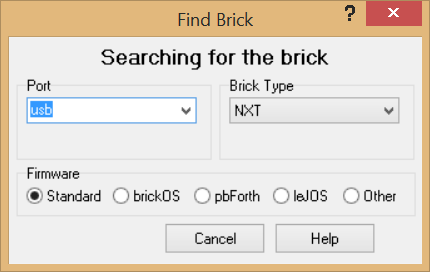 Find Brick
?
Searching for the brick
Port
Brick Type
usb
NXT
Firmware
Standard brickOS pbForth leJOS Other
Cancel Help